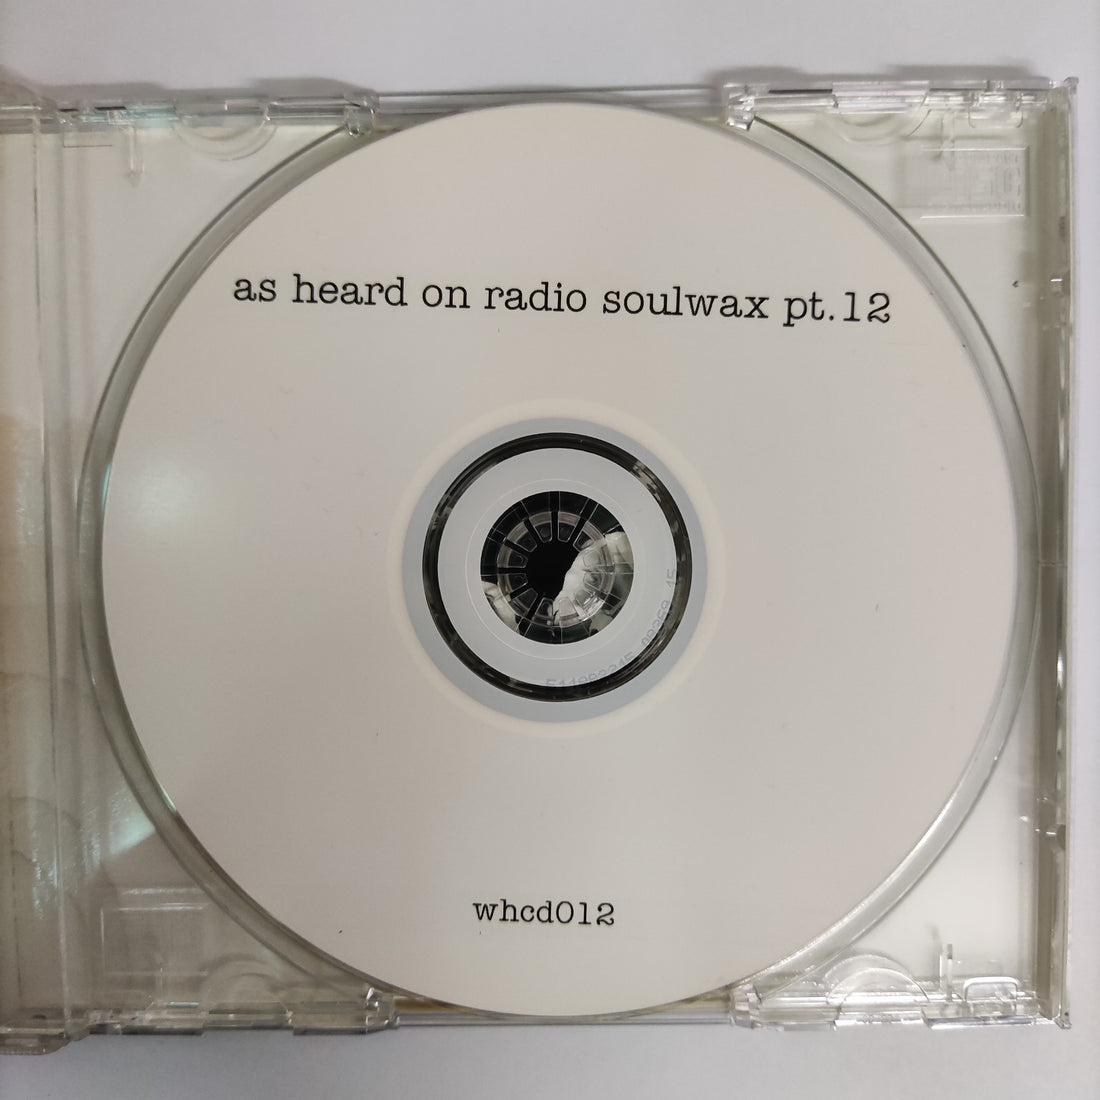 as heard on radio soulwax pt.12
whcd012